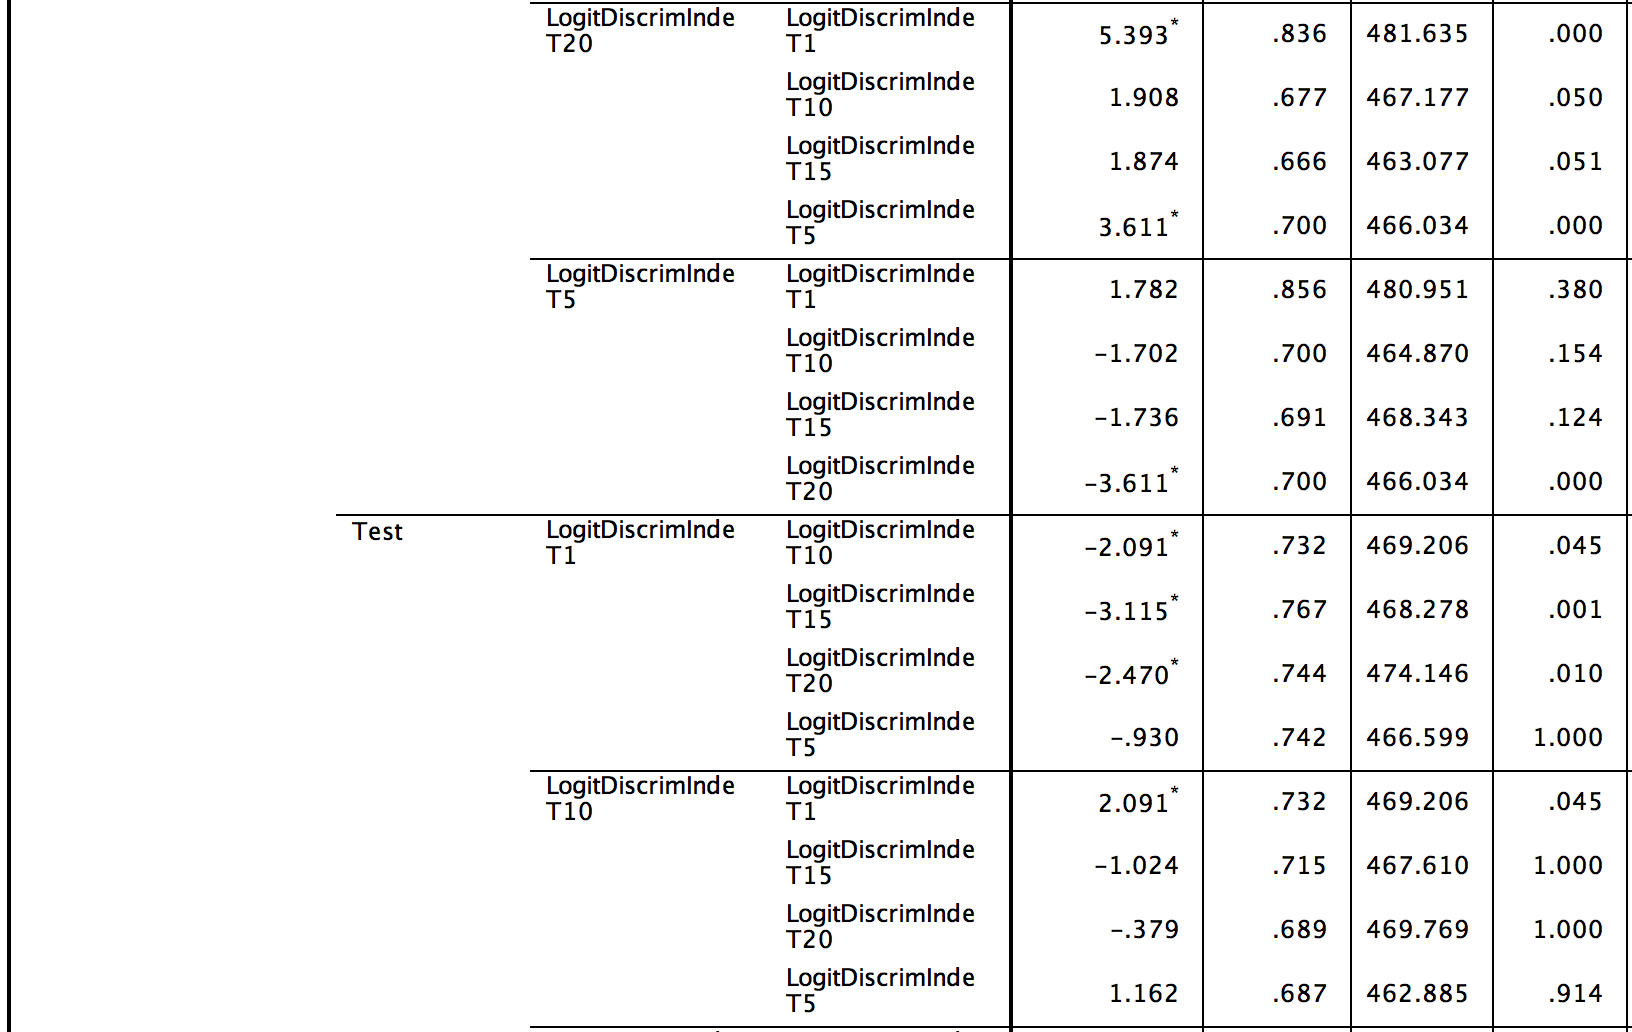 LogitDiscrimInde LogitDiscrimInde 5.393* .836 481.635 .000
T20 T1
LogitDiscrimInde 1.908 .677 467.177 .050
T10
LogitDiscrimInde 1.874 .666 463.077 .051
T15
LogitDiscrimInde 3.611* .700 466.034 .000
T5
LogitDiscrimInde LogitDiscrimInde 1.782 .856 480.951 .380
T5 T1
LogitDiscrimInde -1.702 .700 464.870 .154
T10
LogitDiscrimInde -1.736 .691 468.343 .124
T15
LogitDiscrimInde -3.611* .700 466.034 .000
T20
Test LogitDiscrimInde LogitDiscrimInde -2.091* .732 469.206 .045
T1 T10
LogitDiscrimInde -3.115* .767 468.278 .001
T15
LogitDiscrimInde -2.470* .744 474.146 .010
T20
LogitDiscrimInde -.930 .742 466.599 1.000
T5
LogitDiscrimInde LogitDiscrimInde 2.091* .732 469.206 .045
T10 T1
LogitDiscrimInde -1.024 .715 467.610 1.000
T15
LogitDiscrimInde -.379 .689 469.769 1.000
T20
LogitDiscrimInde 1.162 .687 462.885 .914
T5